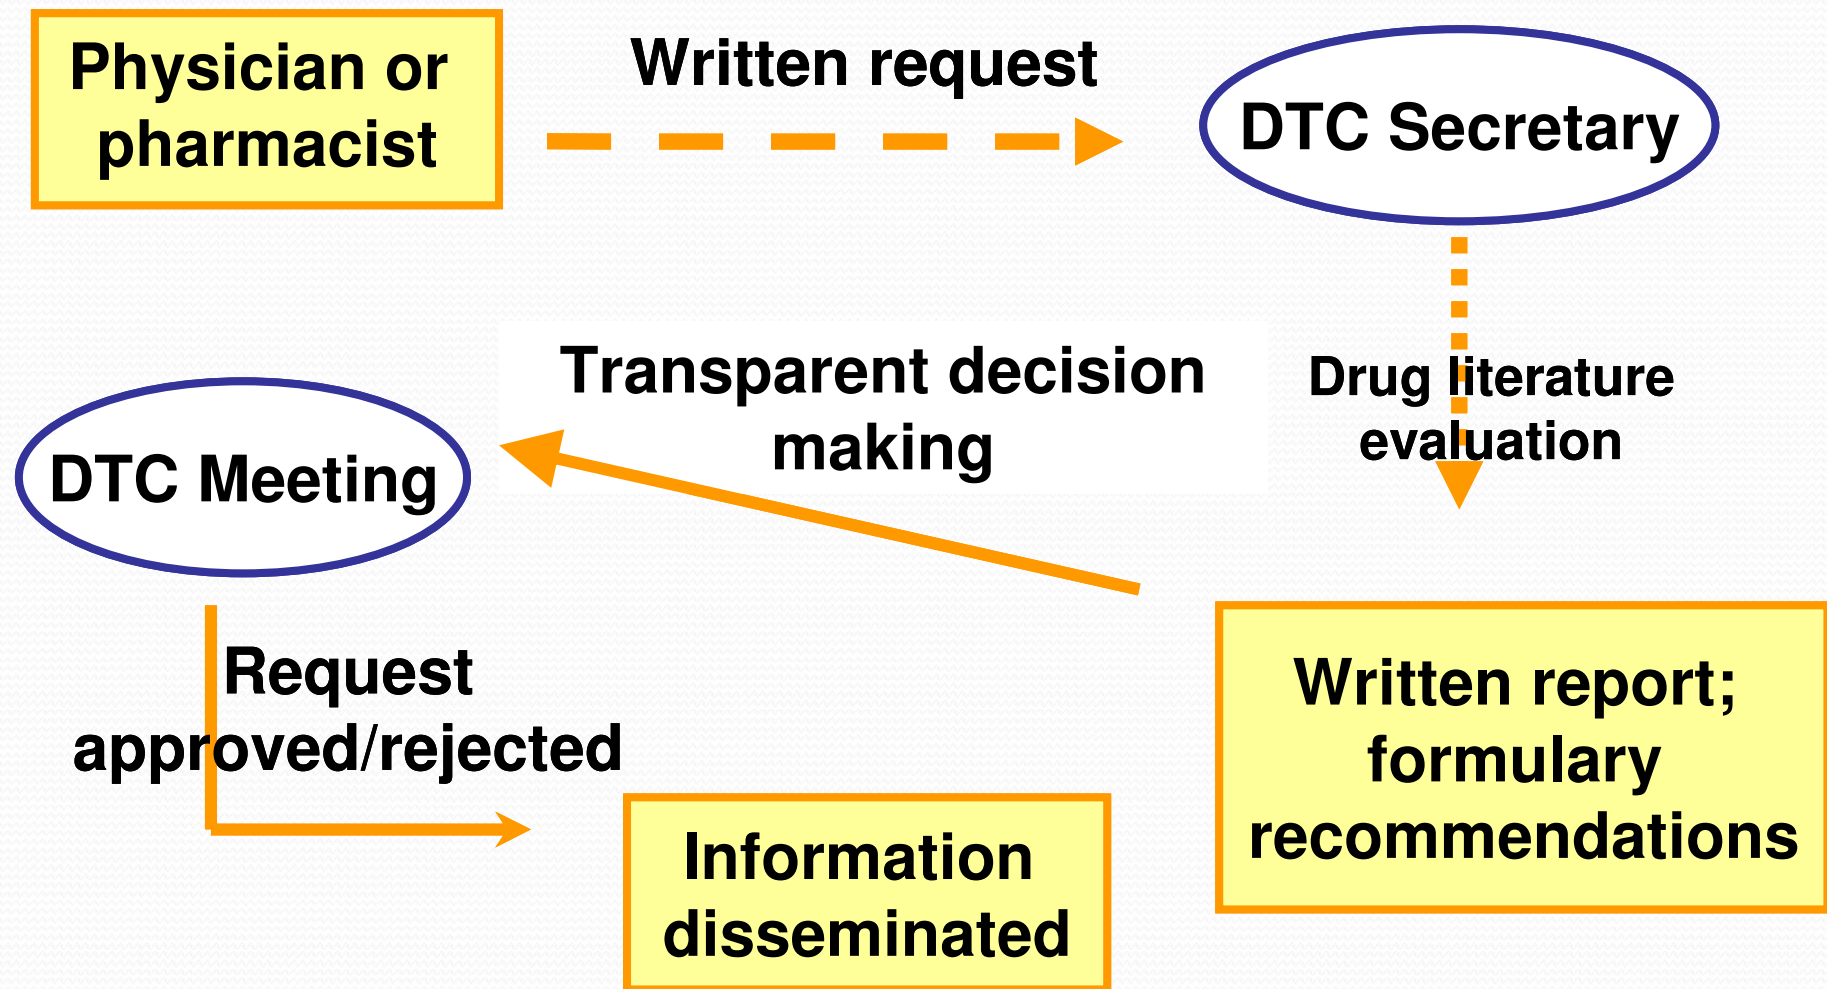 Physician or
pharmacist
Written request
DTC Secretary
Transparent decision
making
Drug literature
evaluation
DTC Meeting
Request
approved/rejected
Written report;
formulary
recommendations
Information
disseminated